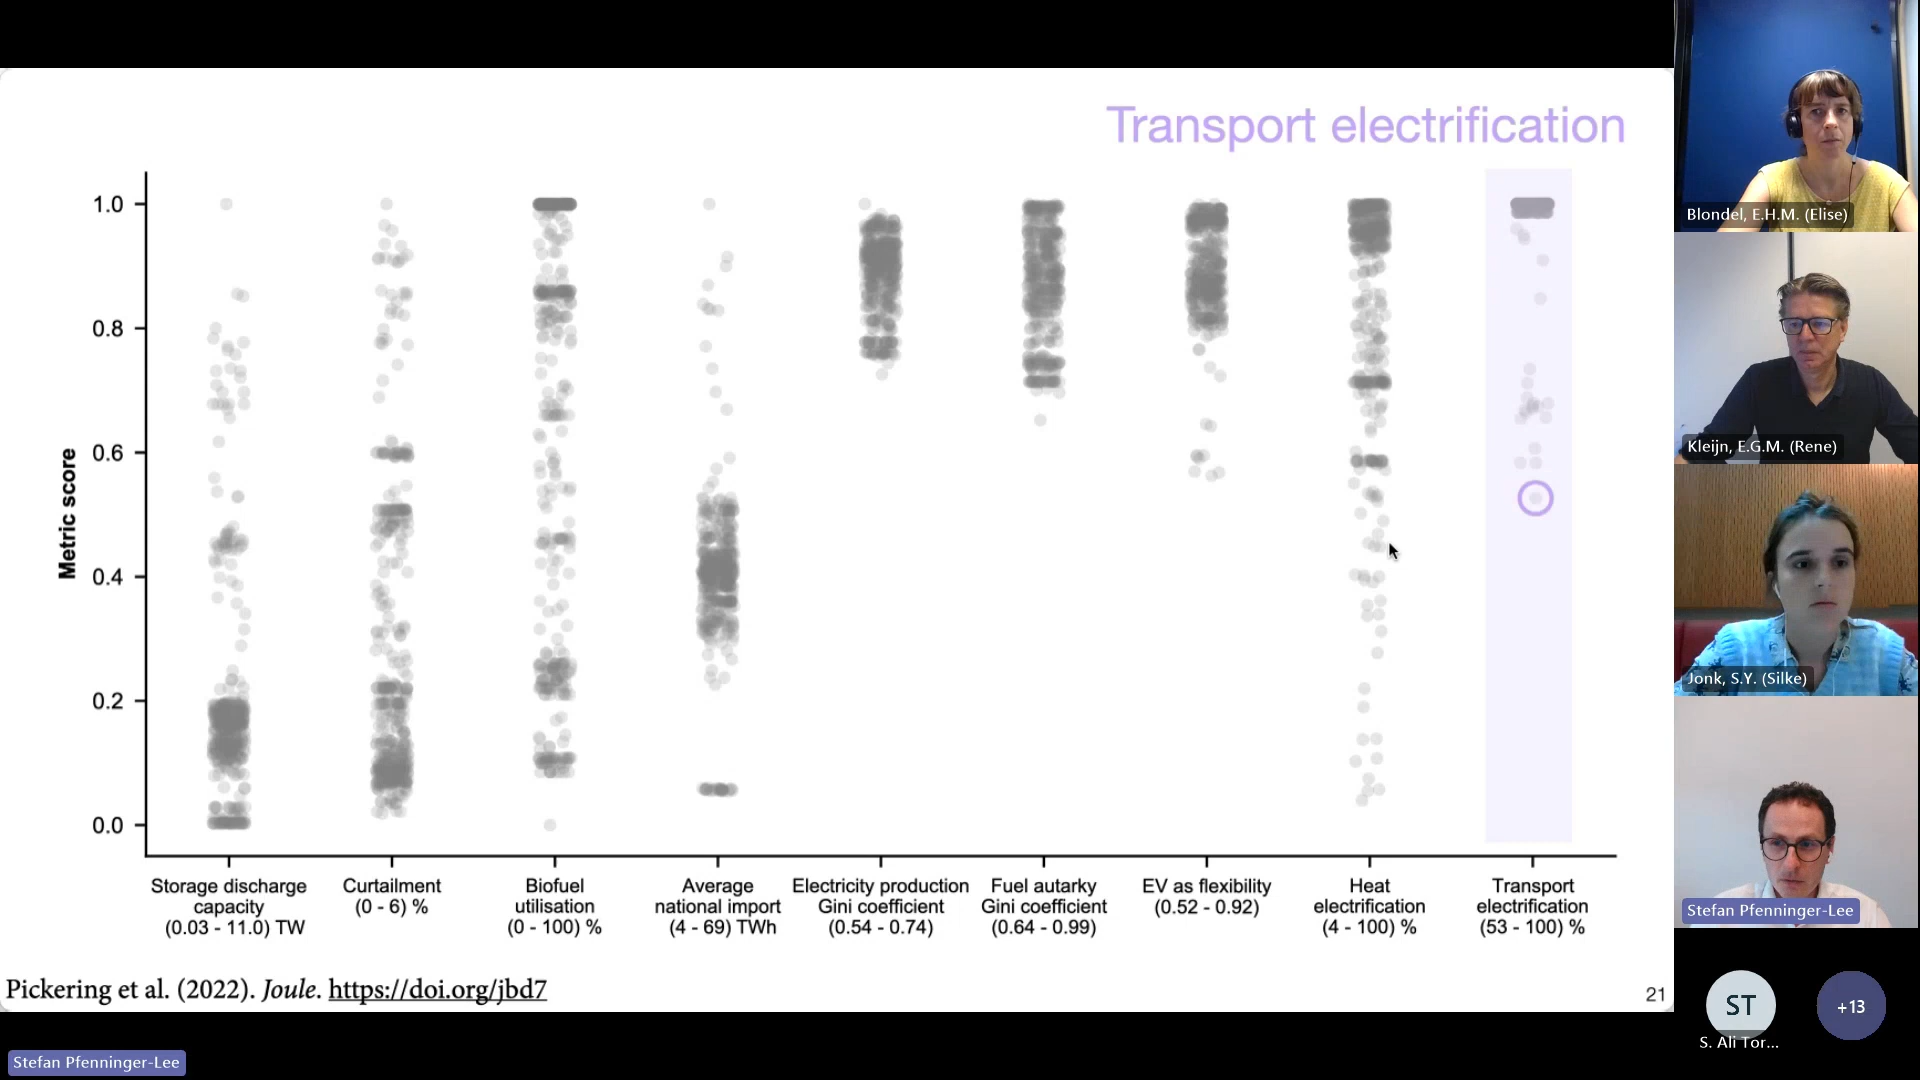 Transport electrification
1.0
0.8
0.6
0.4
0.2
0.0
Metric score
Storage discharge
capacity
(0.03 - 11.0) TW
Curtailment
(0 - 6) %
Biofuel
utilisation
(0 - 100) %
Average
national import
(4 - 69) TWh
Electricity production
Gini coefficient
(0.54 - 0.74)
Fuel autarky
Gini coefficient
(0.64 - 0.99)
EV as flexibility
(0.52 - 0.92)
Heat
electrification
(4 - 100) %
Transport
electrification
(53 - 100) %
Pickering et al. (2022). Joule. https://doi.org/jbd7
21
Stefan Pfenninger-Lee
Blondel, E.H.M. (Elise)
Kleijn, E.G.M. (Rene)
Jonk, S.Y. (Silke)
Stefan Pfenninger-Lee
ST
S. Ali Tor...
+13